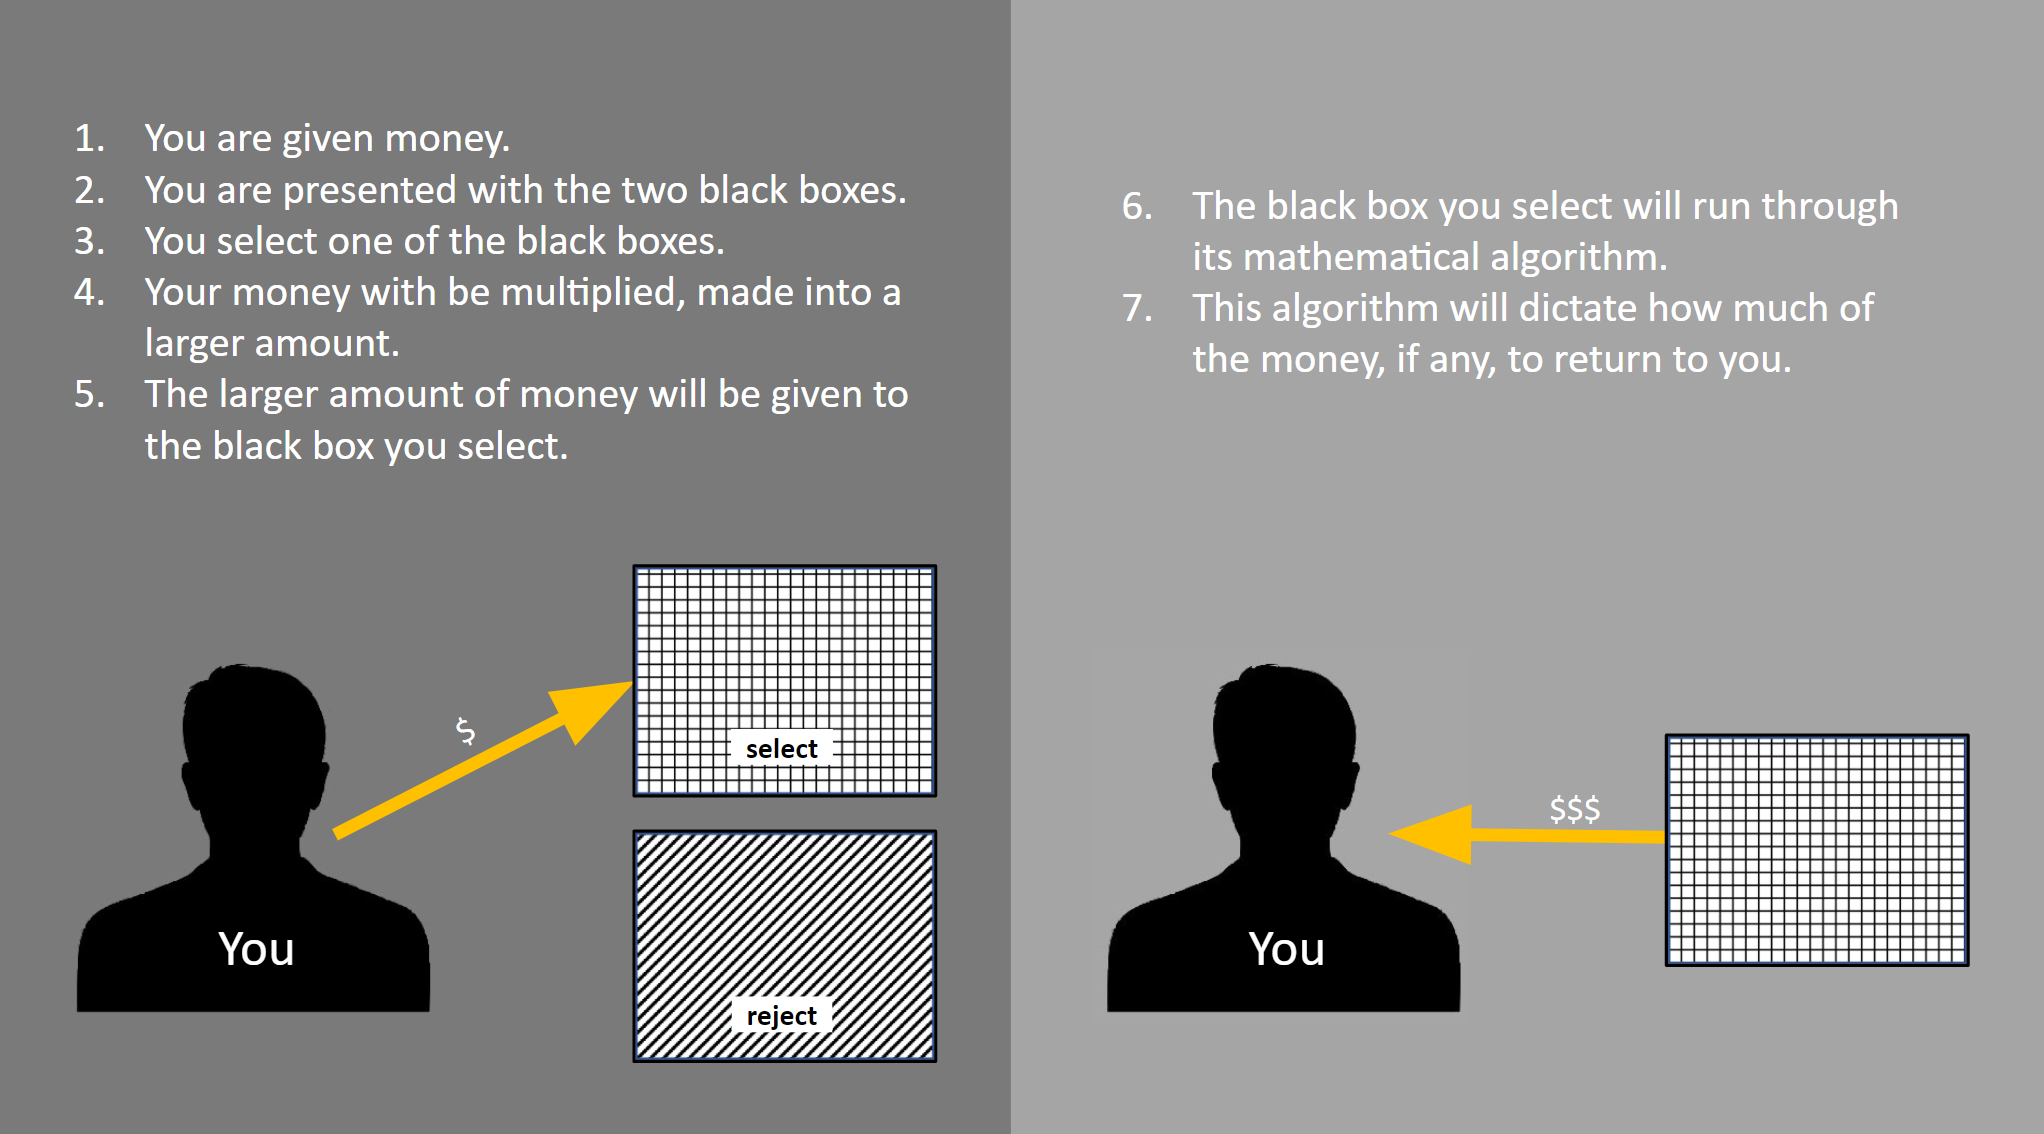 1. You are given money.
2. You are presented with the two black boxes.
3. You select one of the black boxes.
4. Your money with be multiplied, made into a
larger amount.
5. The larger amount of money will be given to
the black box you select.
6. The black box you select will run through
its mathematical algorithm.
7. This algorithm will dictate how much of
the money, if any, to return to you.
$
select
reject
You
$$$
You